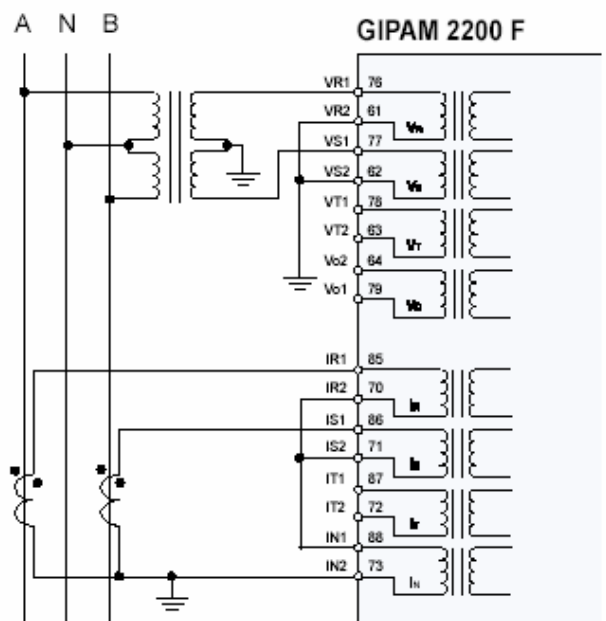 A N B
GIPAM 2200 F
VR1 76
VR2 61
VS1 77
VS2 62
VT1 78
VT2 63
VT
Vo2 64
Vo1 79
IR1 85
IR2 70
IS1 86
IS2 71
IT1 87
IT2 72
IN1 88
IN2 73
IN